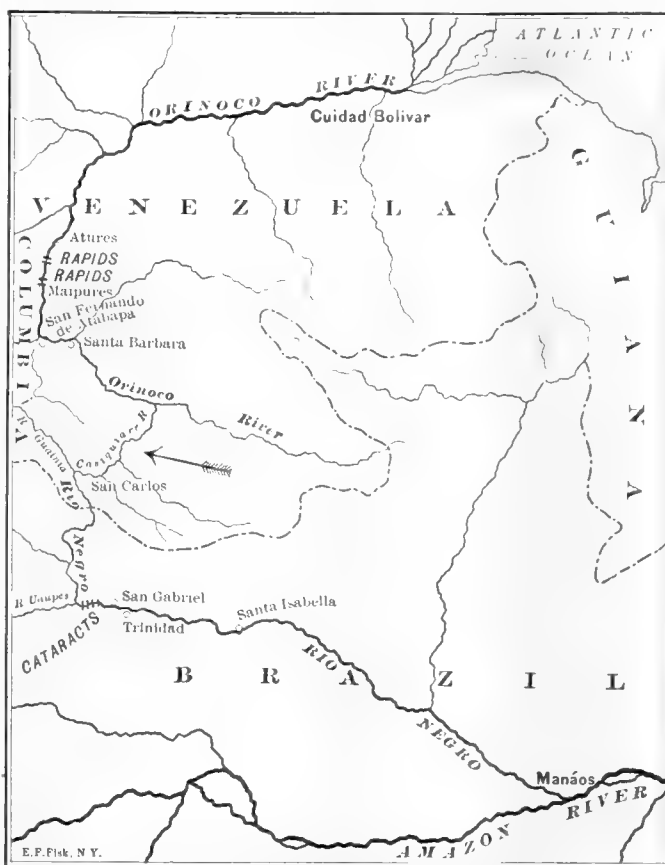 ATLANTIC
OCEAN
ORINOCO RIVER
Cuidad Bolivar
GUIANA
VENEZUELA
Atures
RAPIDS
RAPIDS
Maipures
COLUMBIA
San Fernando
de Atabapa
Santa Barbara
Orinoco River
R Guainia
Casiquiare R
San Carlos
Rio Negro
R Uaupes
San Gabriel
Trinidad
Santa Isabella
CATARACTS
BRAZIL
RIO NEGRO
Manáos
AMAZON RIVER
E.F.Fisk, N.Y.